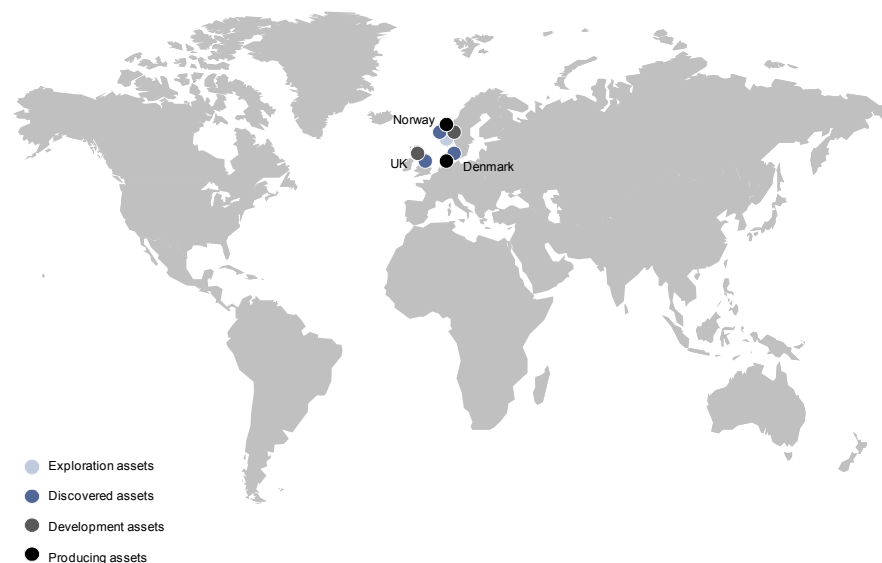 Norway
UK
Denmark
Exploration assets
Discovered assets
Development assets
Producing assets